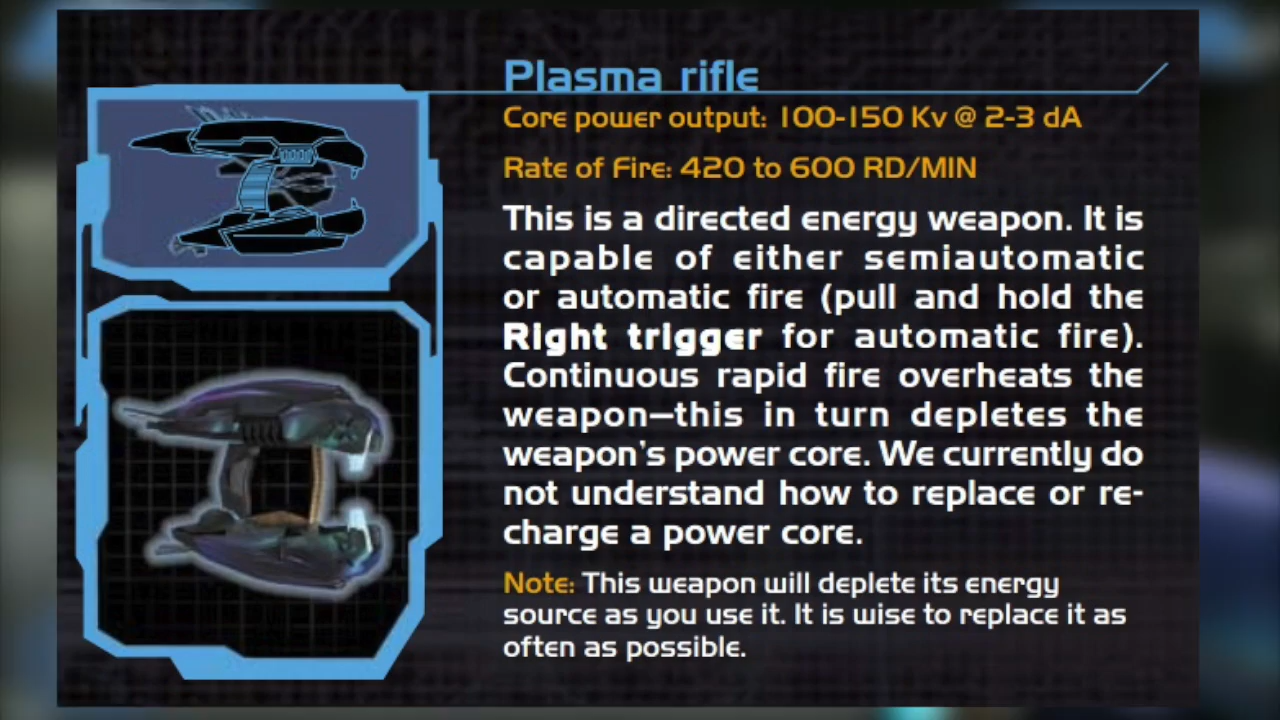 Plasma rifle
Core power output: 100-150 Kv @ 2-3 dA
Rate of Fire: 420 to 600 RD/MIN
This is a directed energy weapon. It is
capable of either semiautomatic
or automatic fire (pull and hold the
Right trigger for automatic fire).
Continuous rapid fire overheats the
weapon—this in turn depletes the
weapon's power core. We currently do
not understand how to replace or re-
charge a power core.
Note: This weapon will deplete its energy
source as you use it. It is wise to replace it as
often as possible.